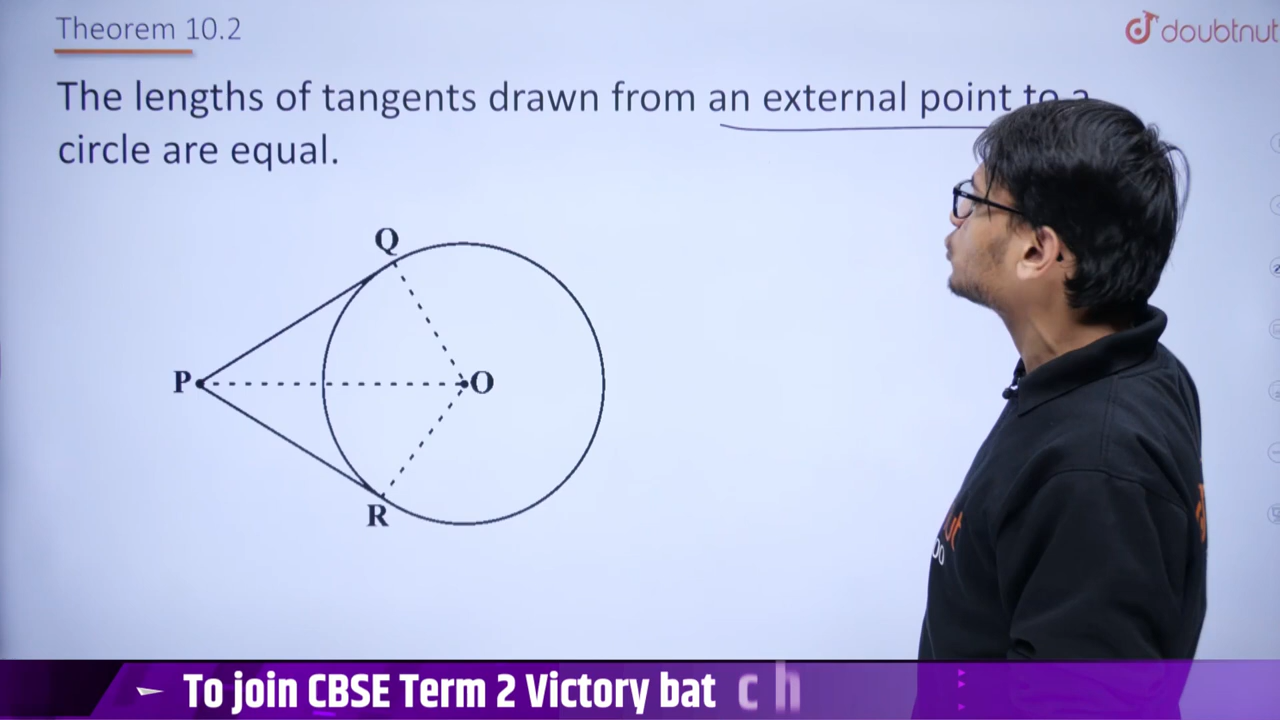 Theorem 10.2
doubtnut
The lengths of tangents drawn from an external point to a
circle are equal.
Q
P
O
R
To join CBSE Term 2 Victory bat c h